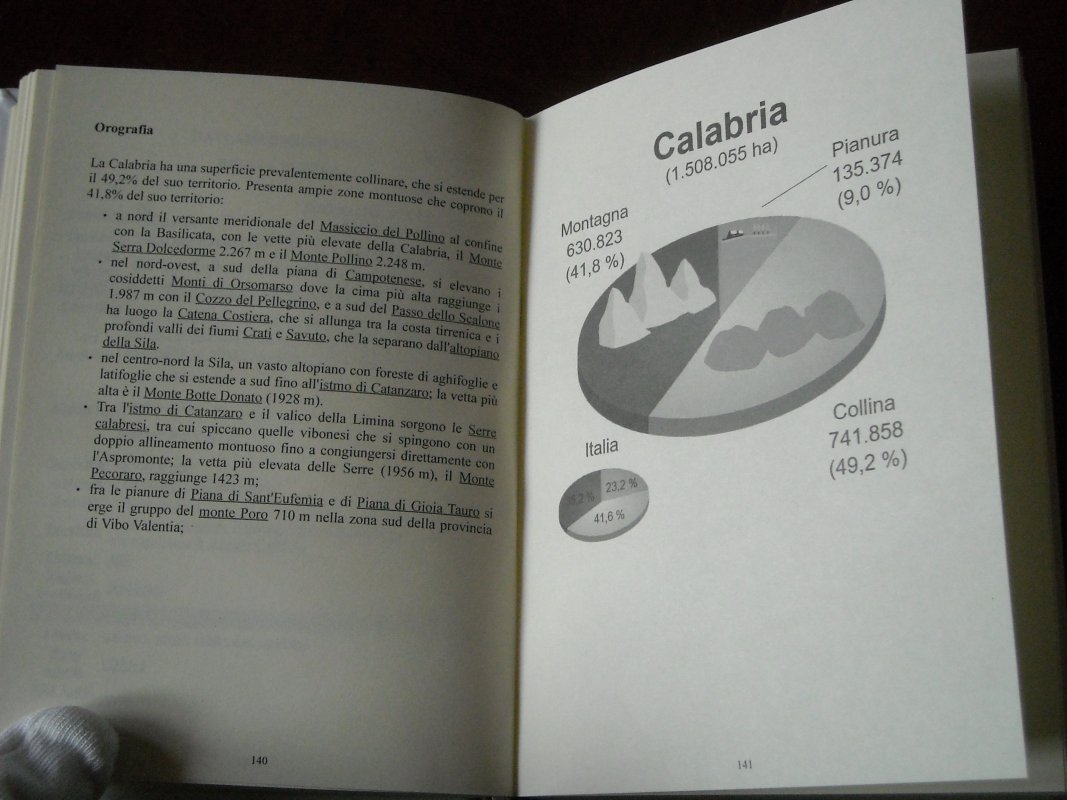 Orografia
La Calabria ha una superficie prevalentemente collinare, che si estende per
il 49,2% del suo territorio. Presenta ampie zone montuose che coprono il
41,8% del suo territorio:
• a nord il versante meridionale del Massiccio del Pollino al confine
con la Basilicata, con le vette più elevate della Calabria, il Monte
Serra Dolcedorme 2.267 m e il Monte Pollino 2.248 m.
• nel nord-ovest, a sud della piana di Campotenese, si elevano i
cosiddetti Monti di Orsomarso dove la cima più alta raggiunge i
1.987 m con il Cozzo del Pellegrino, e a sud del Passo dello Scalone
ha luogo la Catena Costiera, che si allunga tra la costa tirrenica e i
profondi valli dei fiumi Crati e Savuto, che la separano dall'altopiano
della Sila.
• nel centro-nord la Sila, un vasto altopiano con foreste di aghifoglie e
latifoglie che si estende a sud fino all'istmo di Catanzaro; la vetta più
alta è il Monte Botte Donato (1928 m).
• Tra l'istmo di Catanzaro e il valico della Limina sorgono le Serre
calabresi, tra cui spiccano quelle vibonesi che si spingono con un
doppio allineamento montuoso fino a congiungersi direttamente con
l'Aspromonte; la vetta più elevata delle Serre (1956 m), il Monte
Pecoraro, raggiunge 1423 m;
• fra le pianure di Piana di Sant'Eufemia e di Piana di Gioia Tauro si
erge il gruppo del monte Poro 710 m nella zona sud della provincia
di Vibo Valentia;
140
Calabria
(1.508.055 ha)
Pianura
135.374
(9,0 %)
Montagna
630.823
(41,8 %)
Collina
741.858
(49,2 %)
Italia
23,2 %
35,2 %
41,6 %
141